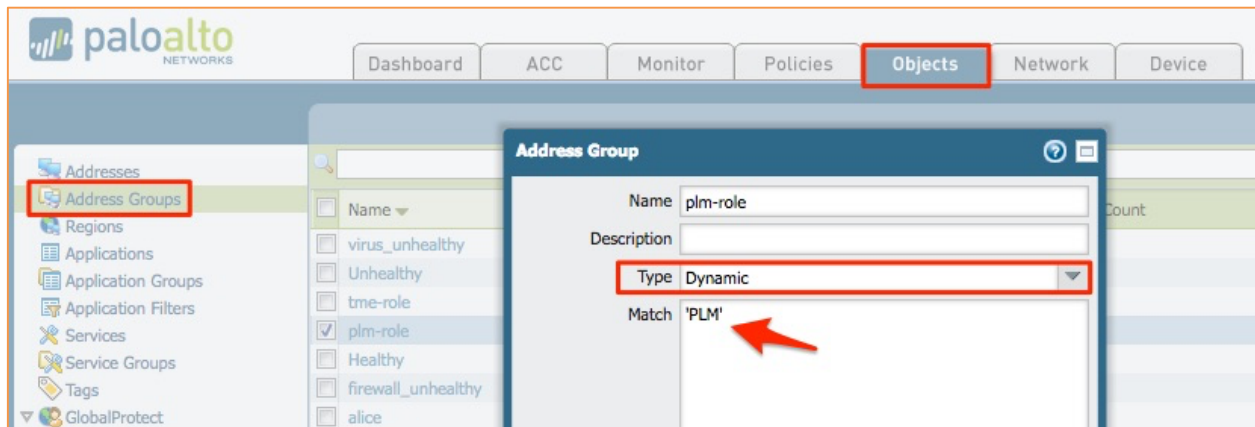 paloalto
NETWORKS
Dashboard ACC Monitor Policies Objects Network Device
Addresses
Address Groups
Regions
Applications
Application Groups
Application Filters
Services
Service Groups
Tags
GlobalProtect
Name
virus_unhealthy
Unhealthy
tme-role
plm-role
Healthy
firewall_unhealthy
alice
Count
Address Group
Name plm-role
Description
Type Dynamic
Match 'PLM'